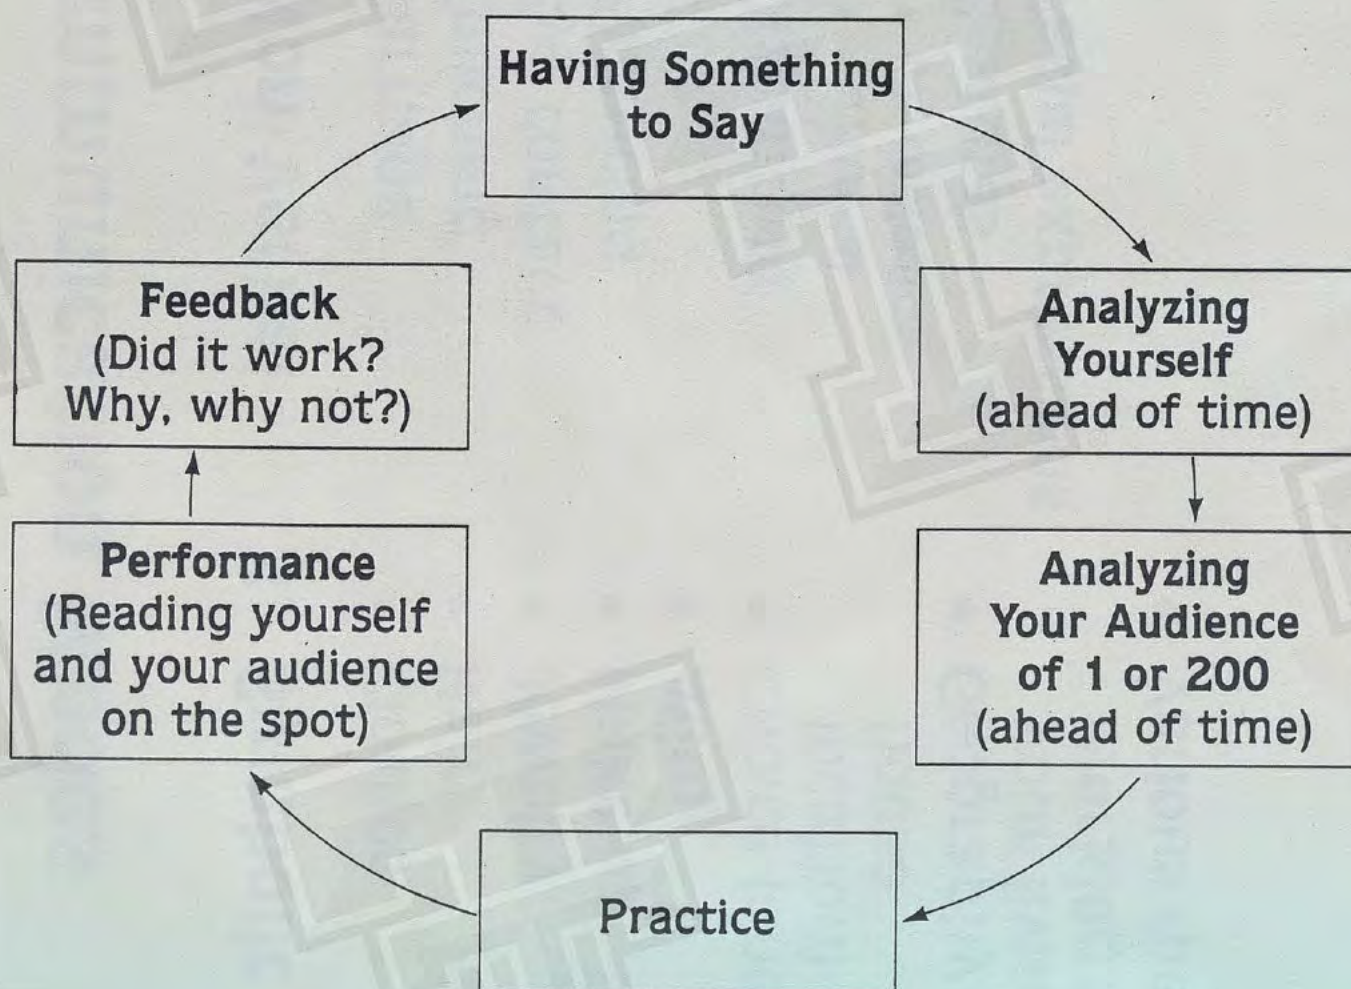 Having Something
to Say
Analyzing
Yourself
(ahead of time)
Analyzing
Your Audience
of 1 or 200
(ahead of time)
Practice
Performance
(Reading yourself
and your audience
on the spot)
Feedback
(Did it work?
Why, why not?)